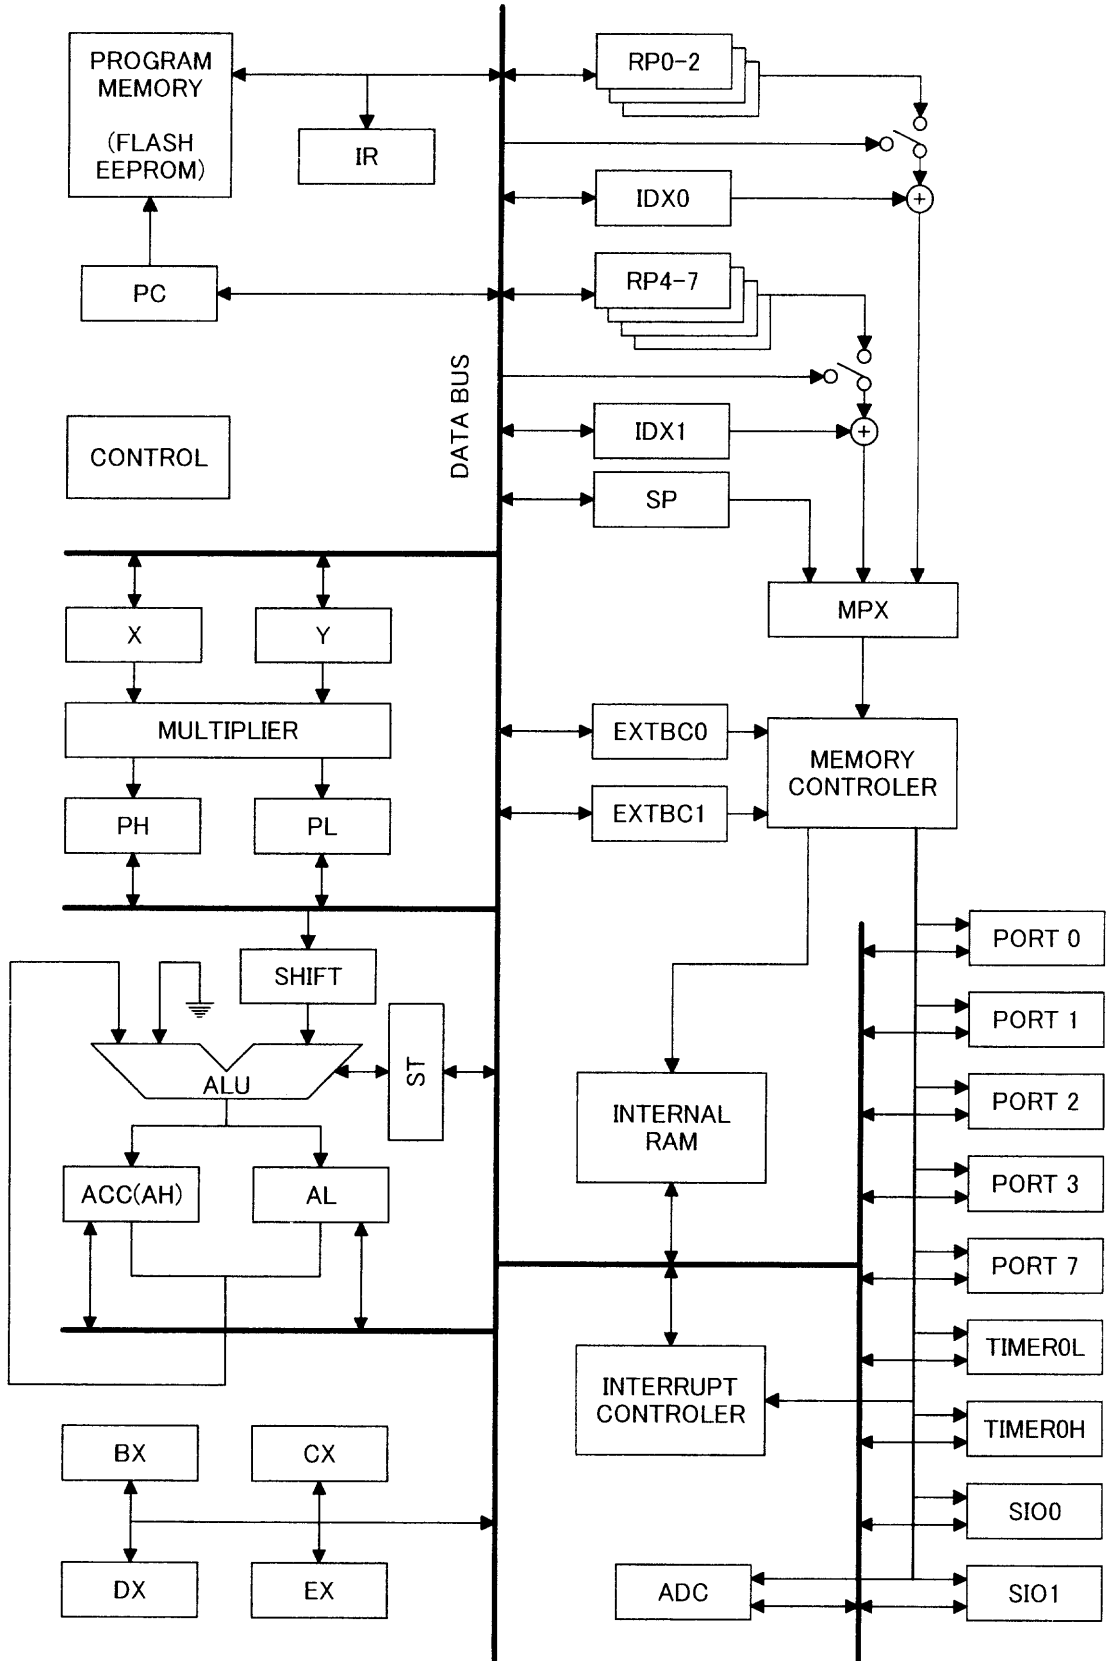 PROGRAM
MEMORY
(FLASH
EEPROM)
IR
PC
CONTROL
DATA BUS
RP0-2
IDX0
+
RP4-7
IDX1
+
SP
MPX
X
Y
MULTIPLIER
PH
PL
EXTBC0
EXTBC1
MEMORY
CONTROLER
SHIFT
ALU
ST
ACC(AH)
AL
INTERNAL
RAM
INTERRUPT
CONTROLER
PORT 0
PORT 1
PORT 2
PORT 3
PORT 7
TIMER0L
TIMER0H
SIO0
SIO1
ADC
BX
CX
DX
EX